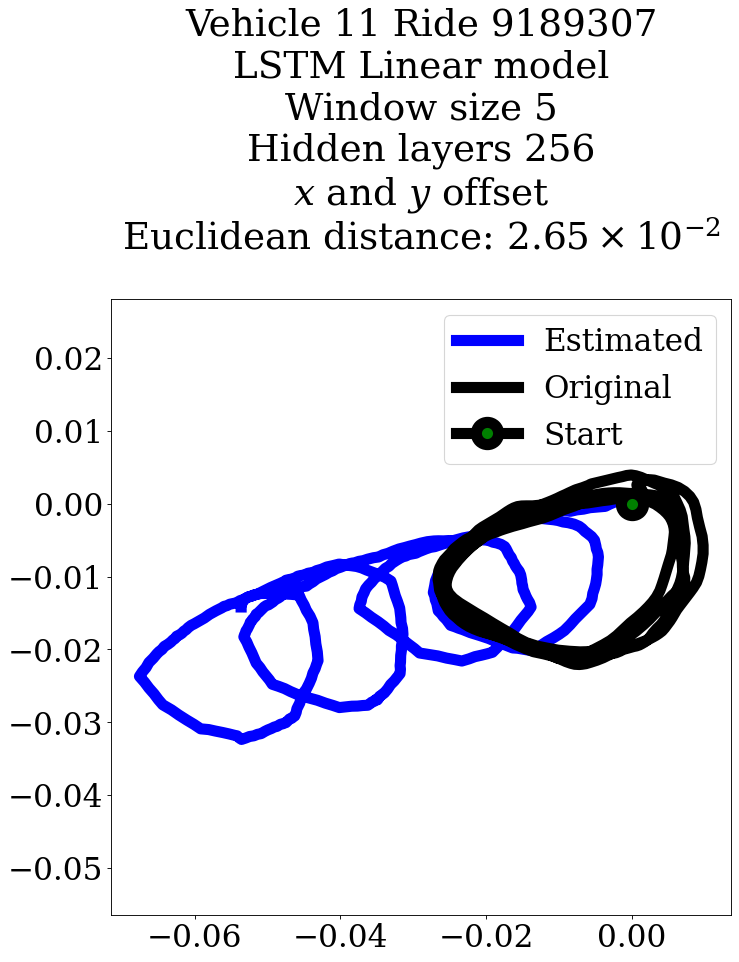 Vehicle 11 Ride 9189307
LSTM Linear model
Window size 5
Hidden layers 256
x and y offset
Euclidean distance: 2.65 × 10⁻²
Estimated
Original
Start
0.02
0.01
0.00
−0.01
−0.02
−0.03
−0.04
−0.05
−0.06 −0.04 −0.02 0.00